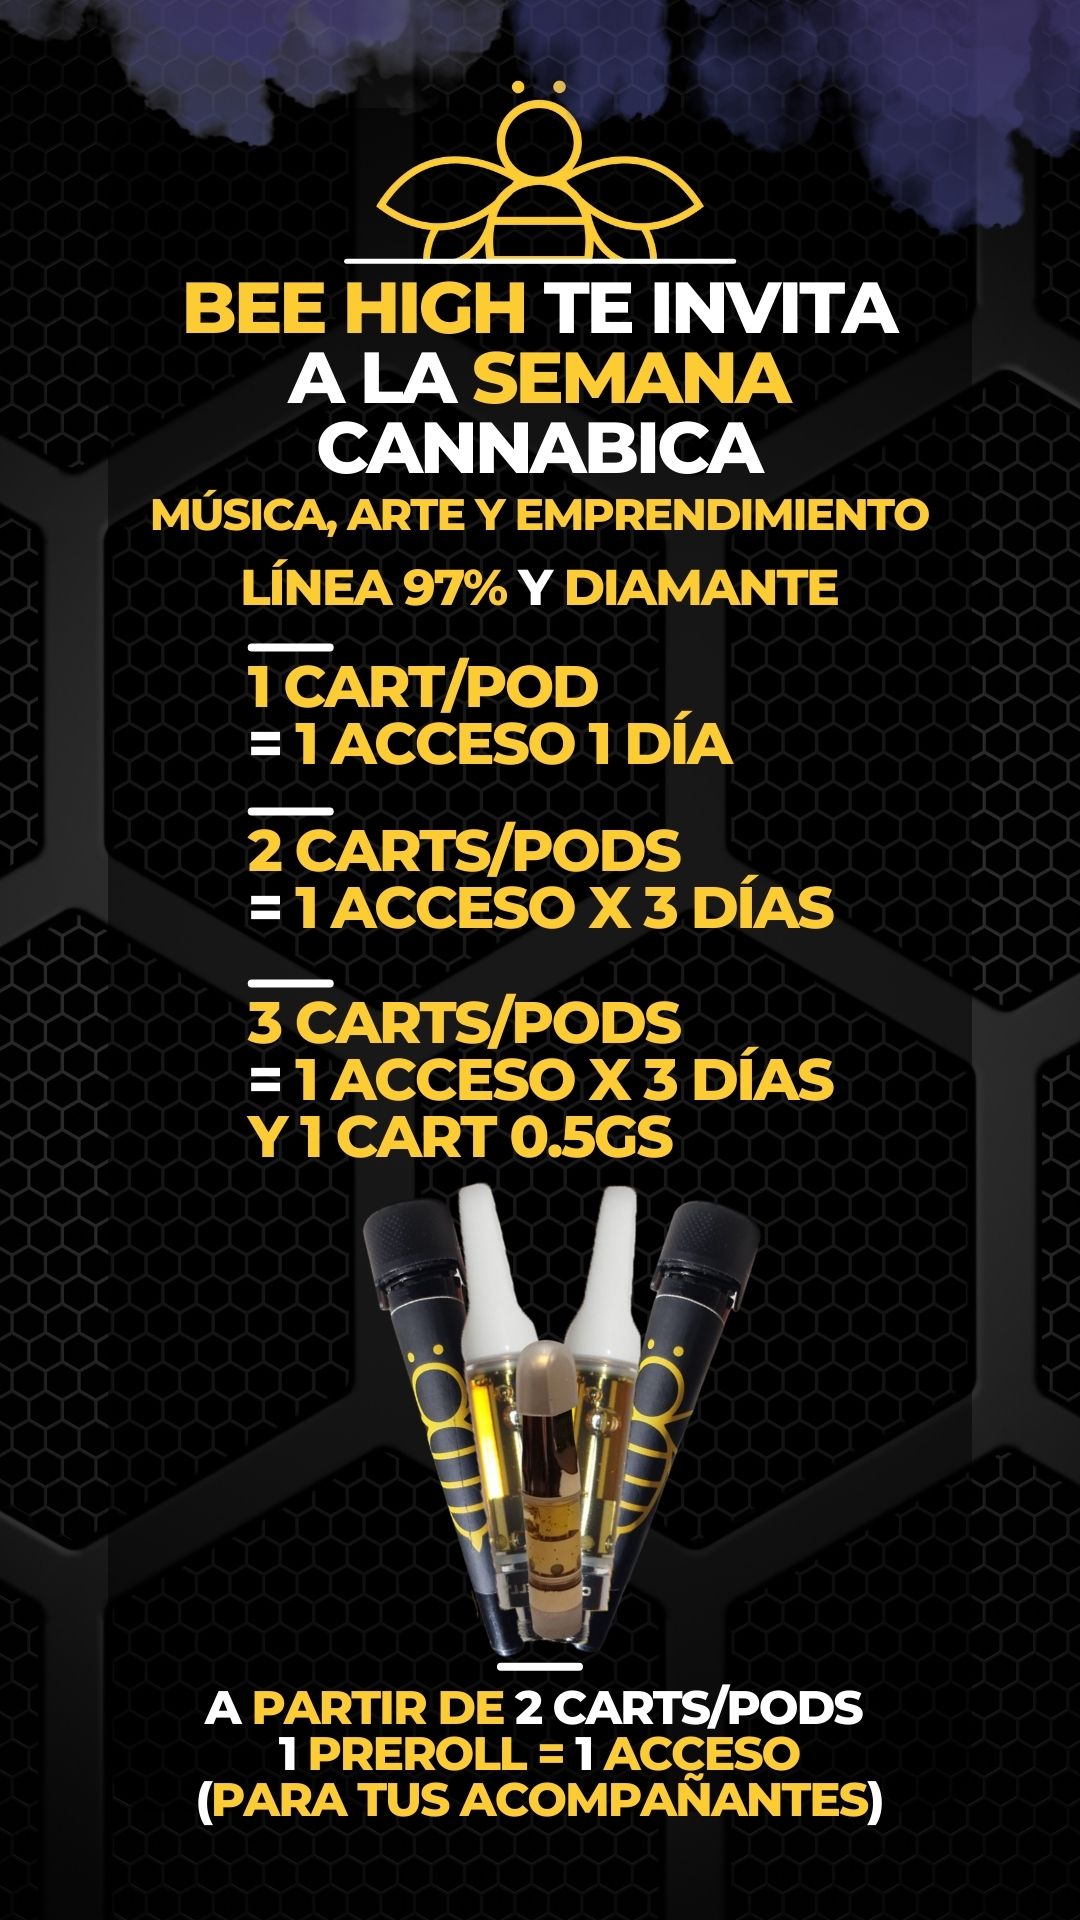 BEE HIGH TE INVITA
A LA SEMANA
CANNABICA
MÚSICA, ARTE Y EMPRENDIMIENTO
LÍNEA 97% Y DIAMANTE
1 CART/POD
= 1 ACCESO 1 DÍA
2 CARTS/PODS
= 1 ACCESO X 3 DÍAS
3 CARTS/PODS
= 1 ACCESO X 3 DÍAS
Y 1 CART 0.5GS
A PARTIR DE 2 CARTS/PODS
1 PREROLL = 1 ACCESO
(PARA TUS ACOMPAÑANTES)